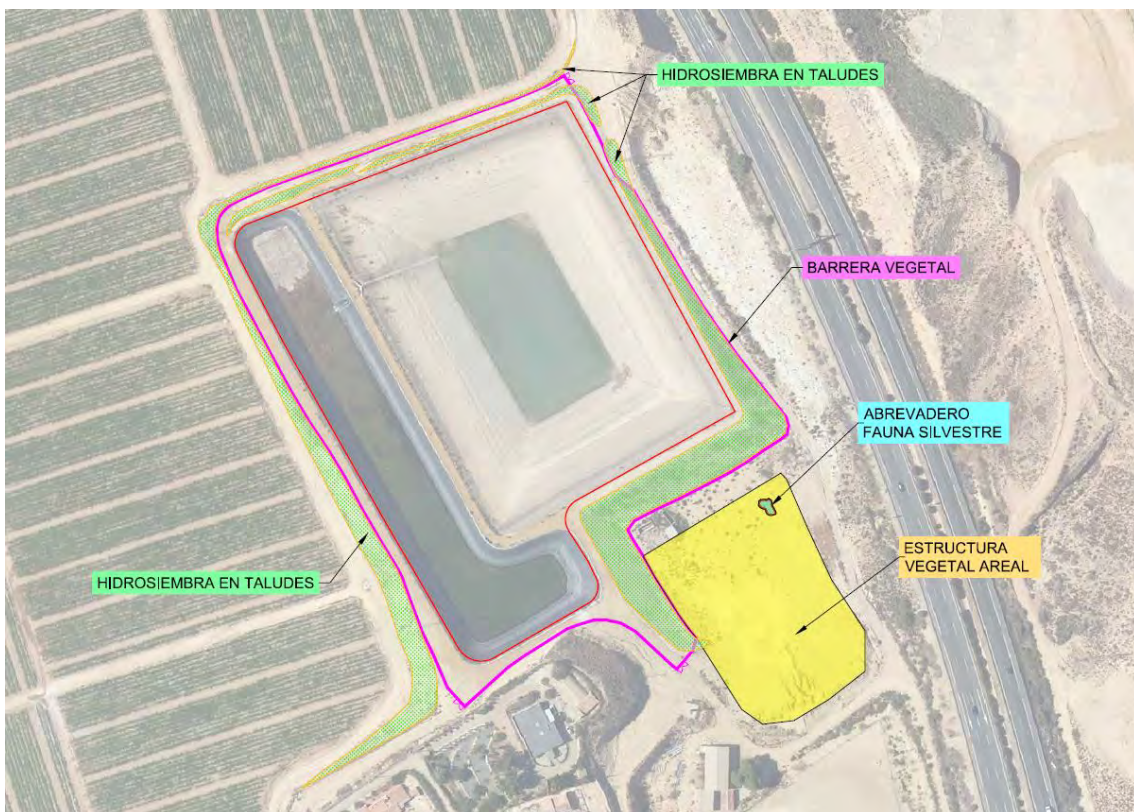 HIDROSIEMBRA EN TALUDES
BARRERA VEGETAL
ABREVADERO
FAUNA SILVESTRE
ESTRUCTURA
VEGETAL AREAL
HIDROSIEMBRA EN TALUDES